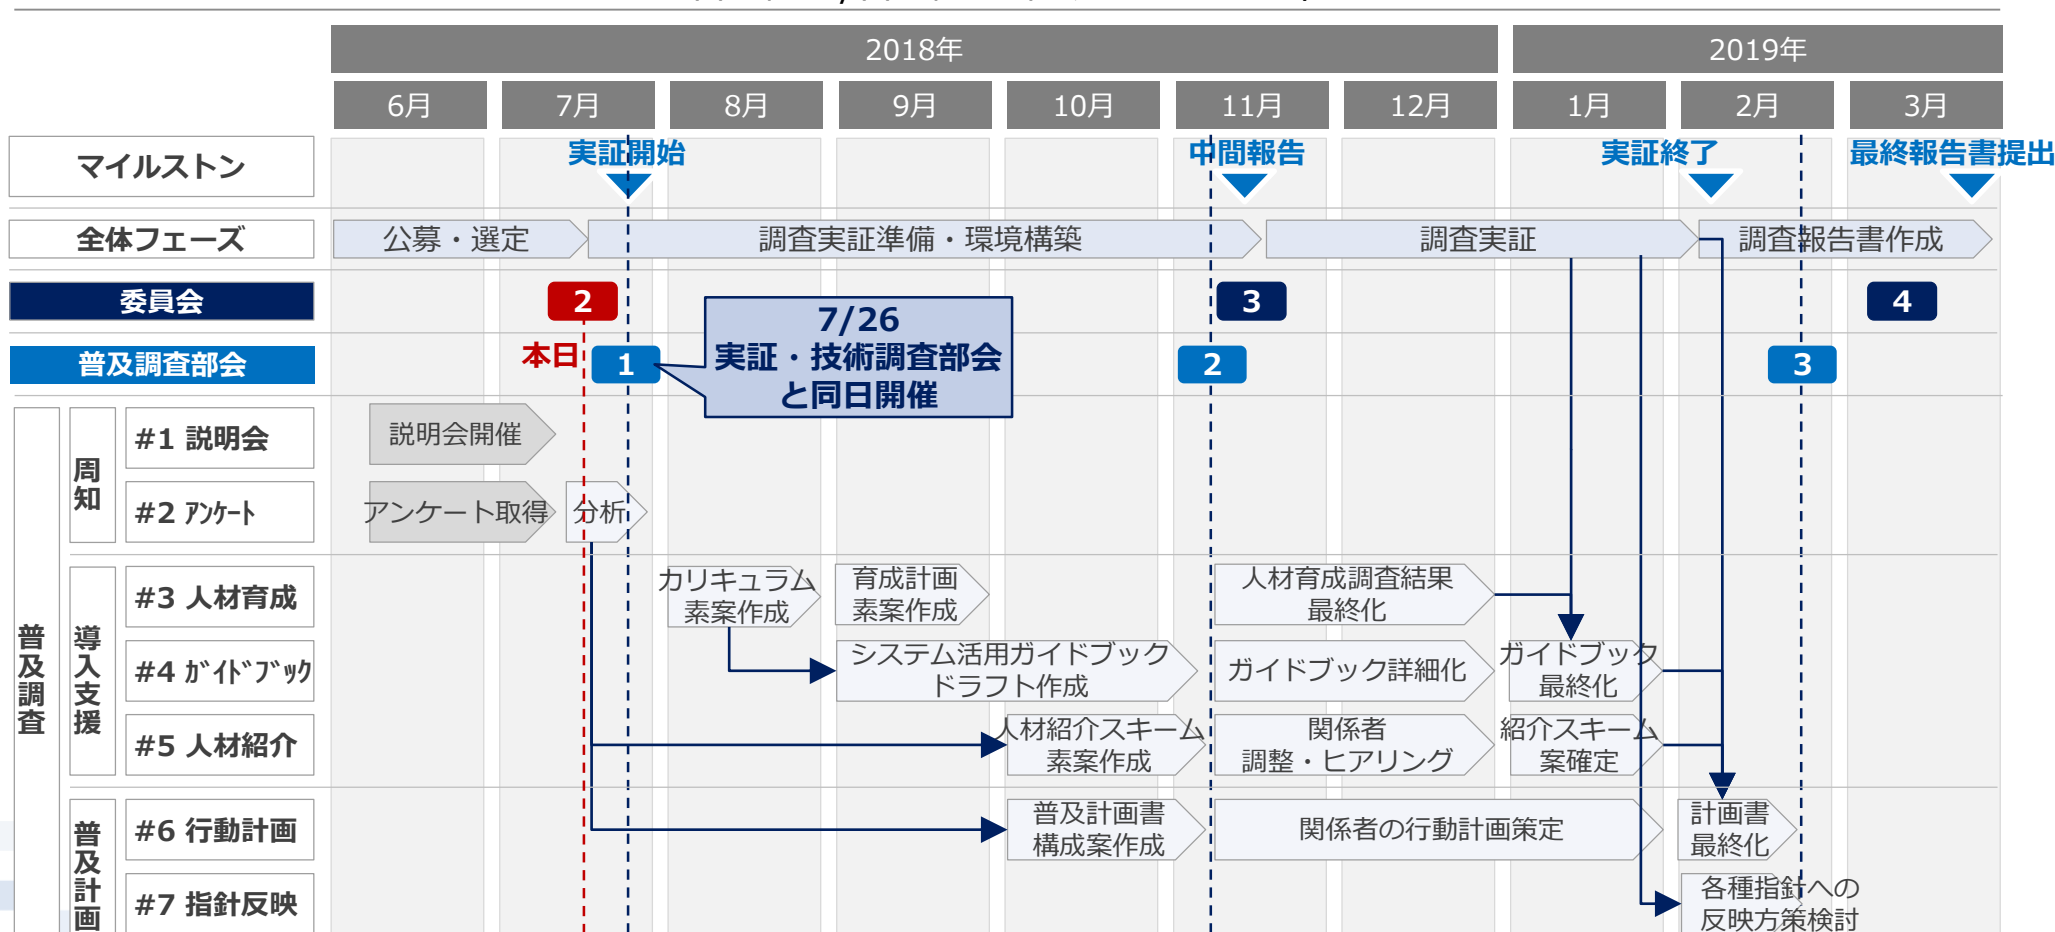 2018年
2019年
6月
7月
8月
9月
10月
11月
12月
1月
2月
3月
マイルストン
実証開始
中間報告
実証終了
最終報告書提出
全体フェーズ
公募・選定
調査実証準備・環境構築
調査実証
調査報告書作成
委員会
2
3
4
普及調査部会
本日
1
2
3
7/26
実証・技術調査部会
と同日開催
普及調査
周知
#1 説明会
説明会開催
#2 ｱﾝｹｰﾄ
アンケート取得
分析
導入支援
#3 人材育成
カリキュラム
素案作成
育成計画
素案作成
人材育成調査結果
最終化
#4 ｶﾞｲﾄﾞﾌﾞｯｸ
システム活用ガイドブック
ドラフト作成
ガイドブック詳細化
ガイドブック
最終化
#5 人材紹介
人材紹介スキーム
素案作成
関係者
調整・ヒアリング
紹介スキーム
案確定
普及計画
#6 行動計画
普及計画書
構成案作成
関係者の行動計画策定
計画書
最終化
#7 指針反映
各種指針への
反映方策検討